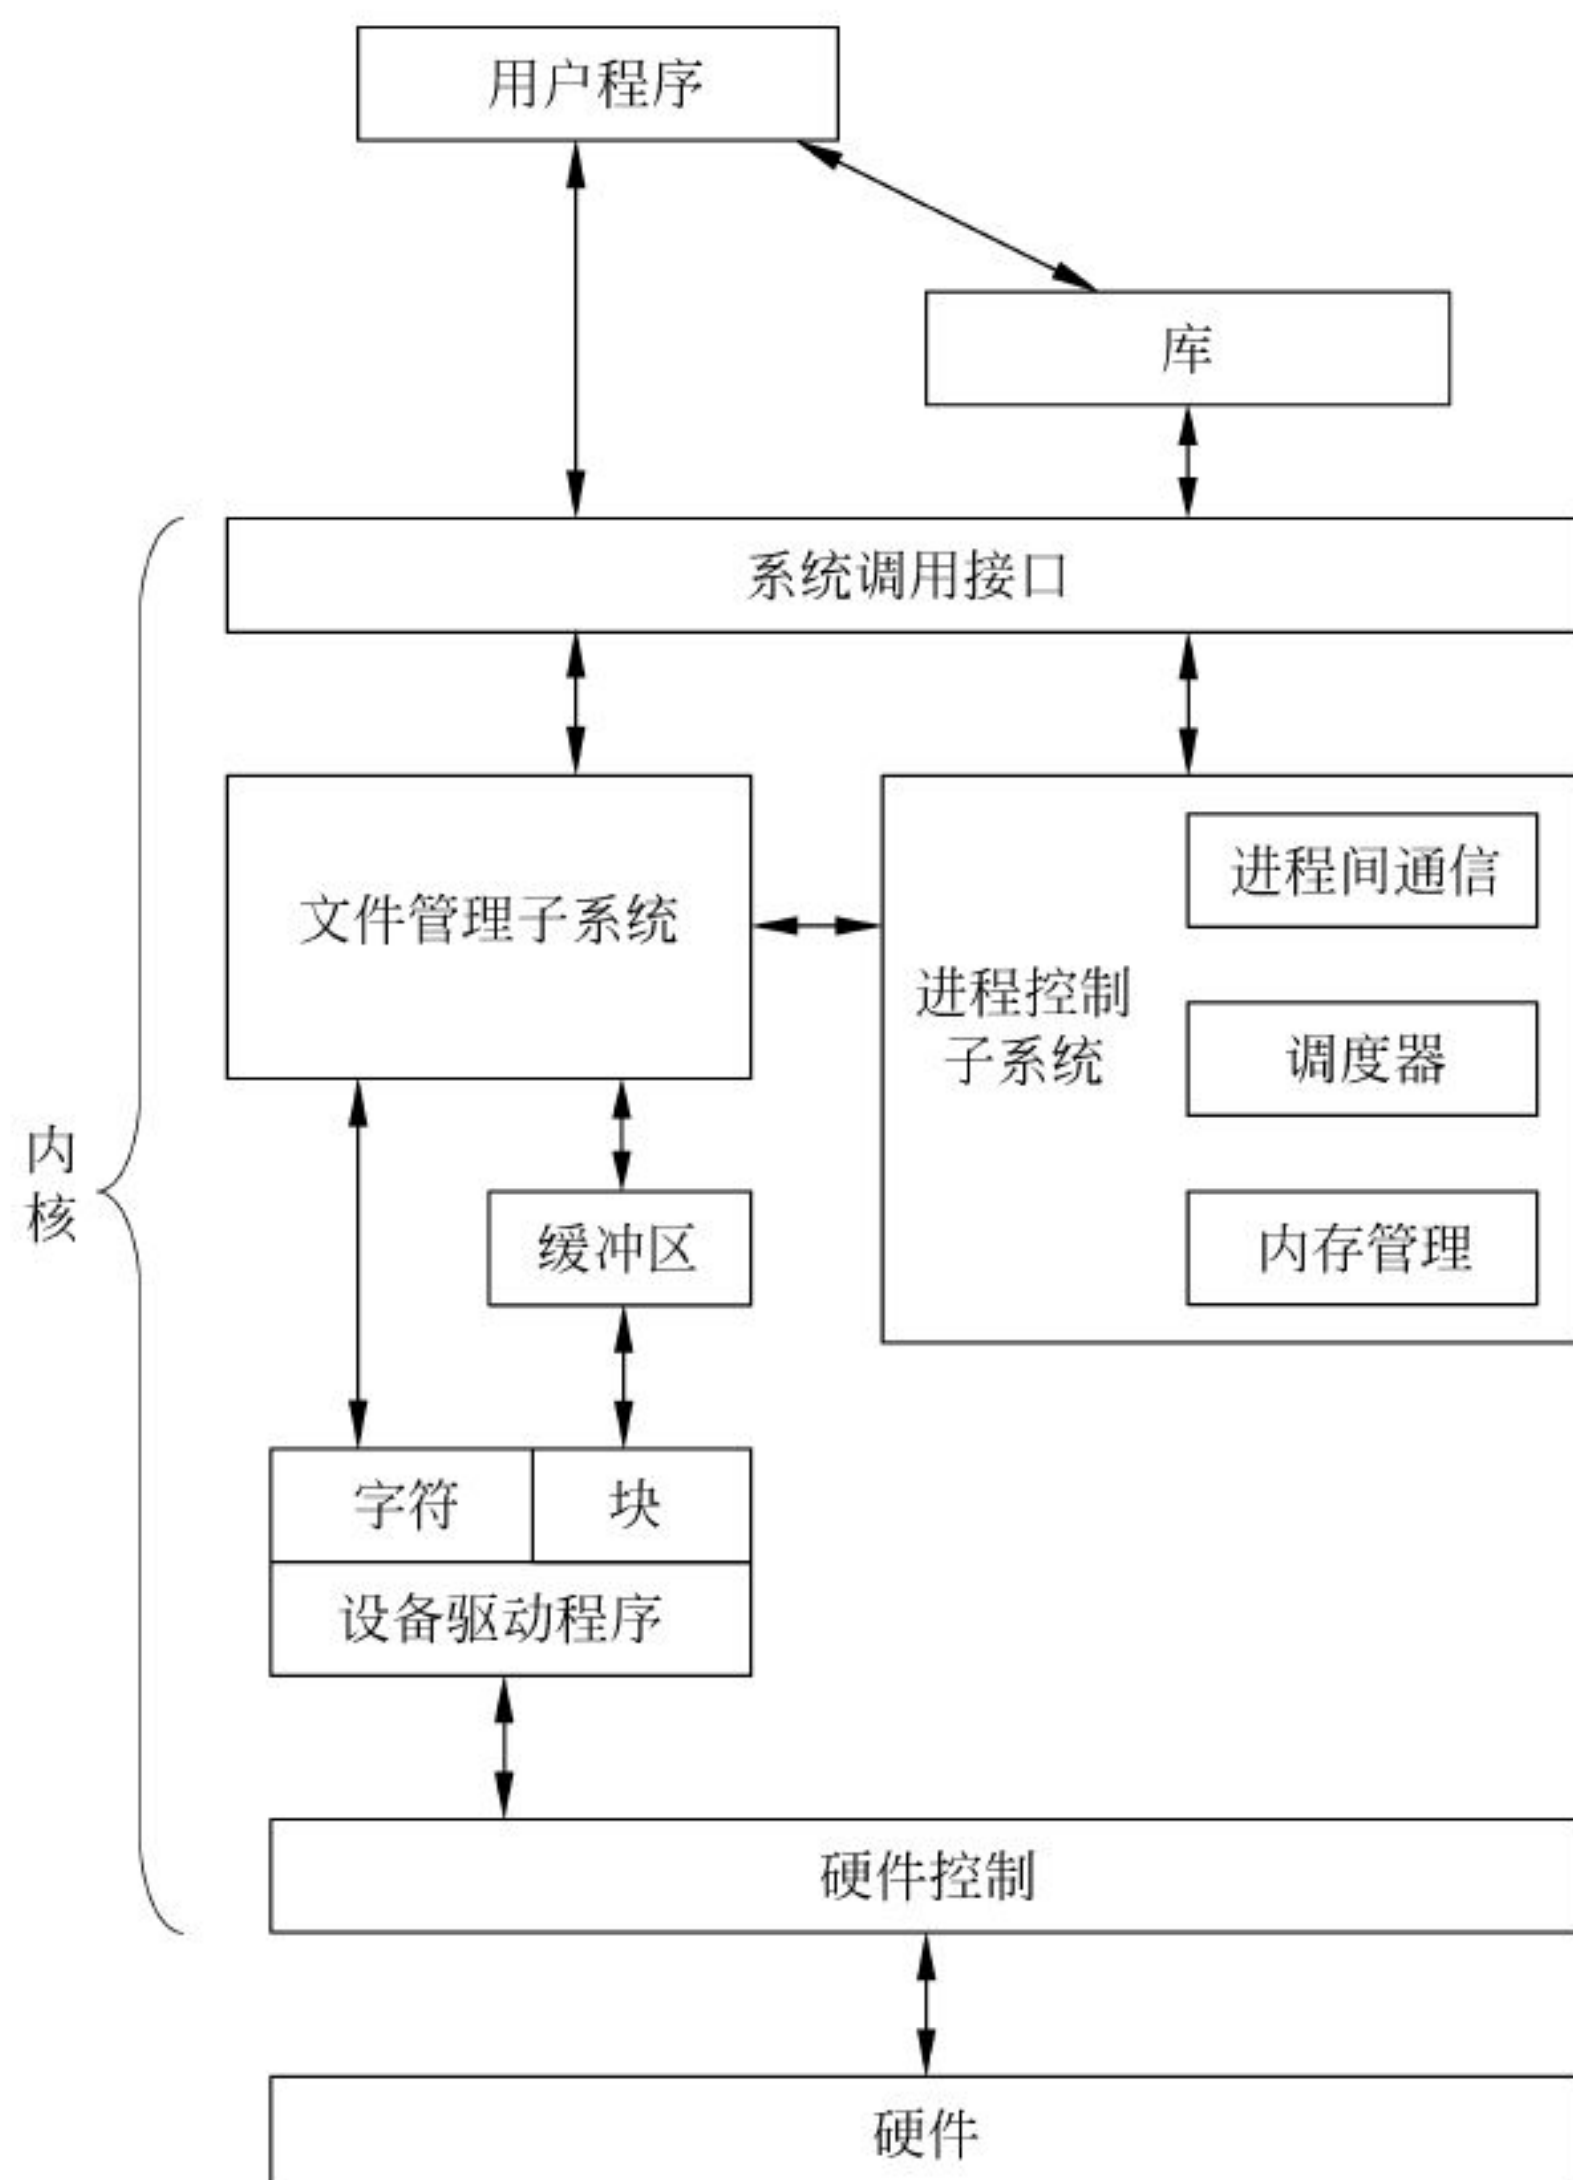 用户程序
库
系统调用接口
文件管理子系统
进程控制
子系统
进程间通信
调度器
内存管理
内
核
缓冲区
字符
块
设备驱动程序
硬件控制
硬件